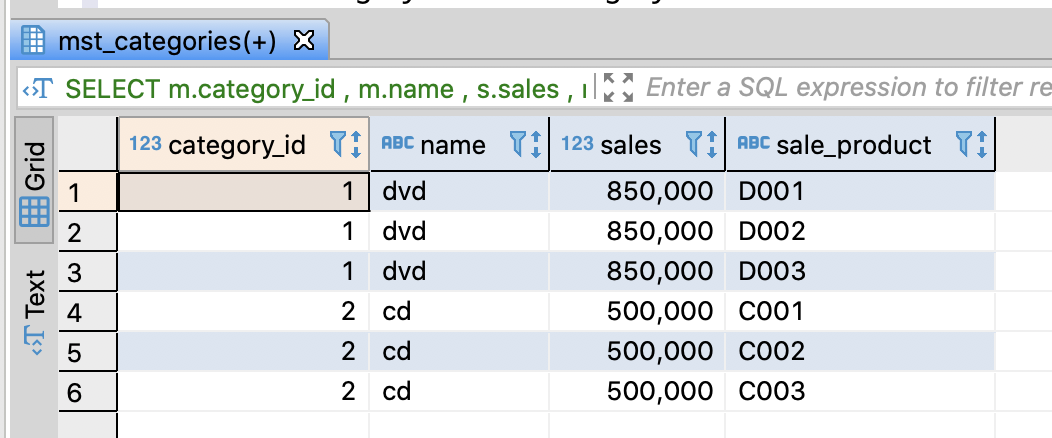 mst_categories(+)
SELECT m.category_id , m.name , s.sales , Enter a SQL expression to filter re
Grid
Text
123 category_id ABC name 123 sales ABC sale_product
1 1 dvd 850,000 D001
2 1 dvd 850,000 D002
3 1 dvd 850,000 D003
4 2 cd 500,000 C001
5 2 cd 500,000 C002
6 2 cd 500,000 C003